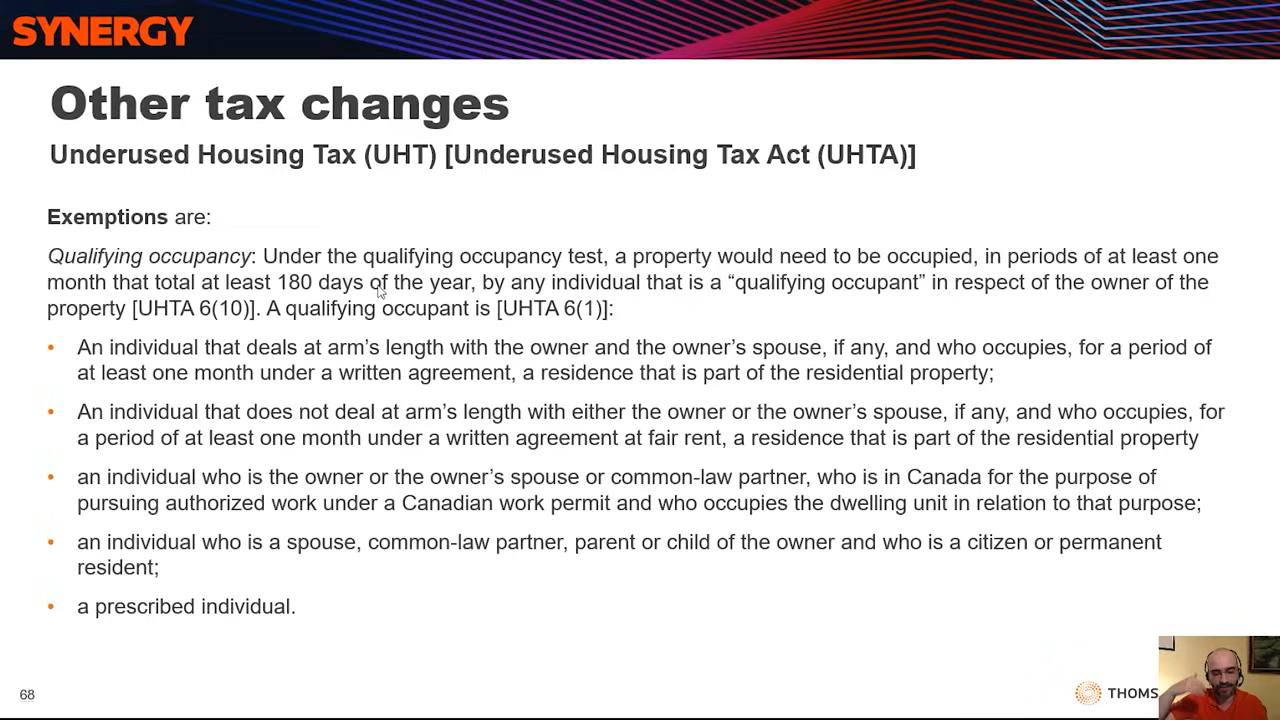 SYNERGY
Other tax changes
Underused Housing Tax (UHT) [Underused Housing Tax Act (UHTA)]
Exemptions are:
Qualifying occupancy: Under the qualifying occupancy test, a property would need to be occupied, in periods of at least one
month that total at least 180 days of the year, by any individual that is a “qualifying occupant” in respect of the owner of the
property [UHTA 6(10)]. A qualifying occupant is [UHTA 6(1)]:
• An individual that deals at arm’s length with the owner and the owner’s spouse, if any, and who occupies, for a period of
at least one month under a written agreement, a residence that is part of the residential property;
• An individual that does not deal at arm’s length with either the owner or the owner’s spouse, if any, and who occupies, for
a period of at least one month under a written agreement at fair rent, a residence that is part of the residential property
• an individual who is the owner or the owner’s spouse or common-law partner, who is in Canada for the purpose of
pursuing authorized work under a Canadian work permit and who occupies the dwelling unit in relation to that purpose;
• an individual who is a spouse, common-law partner, parent or child of the owner and who is a citizen or permanent
resident;
• a prescribed individual.
68
THOMS